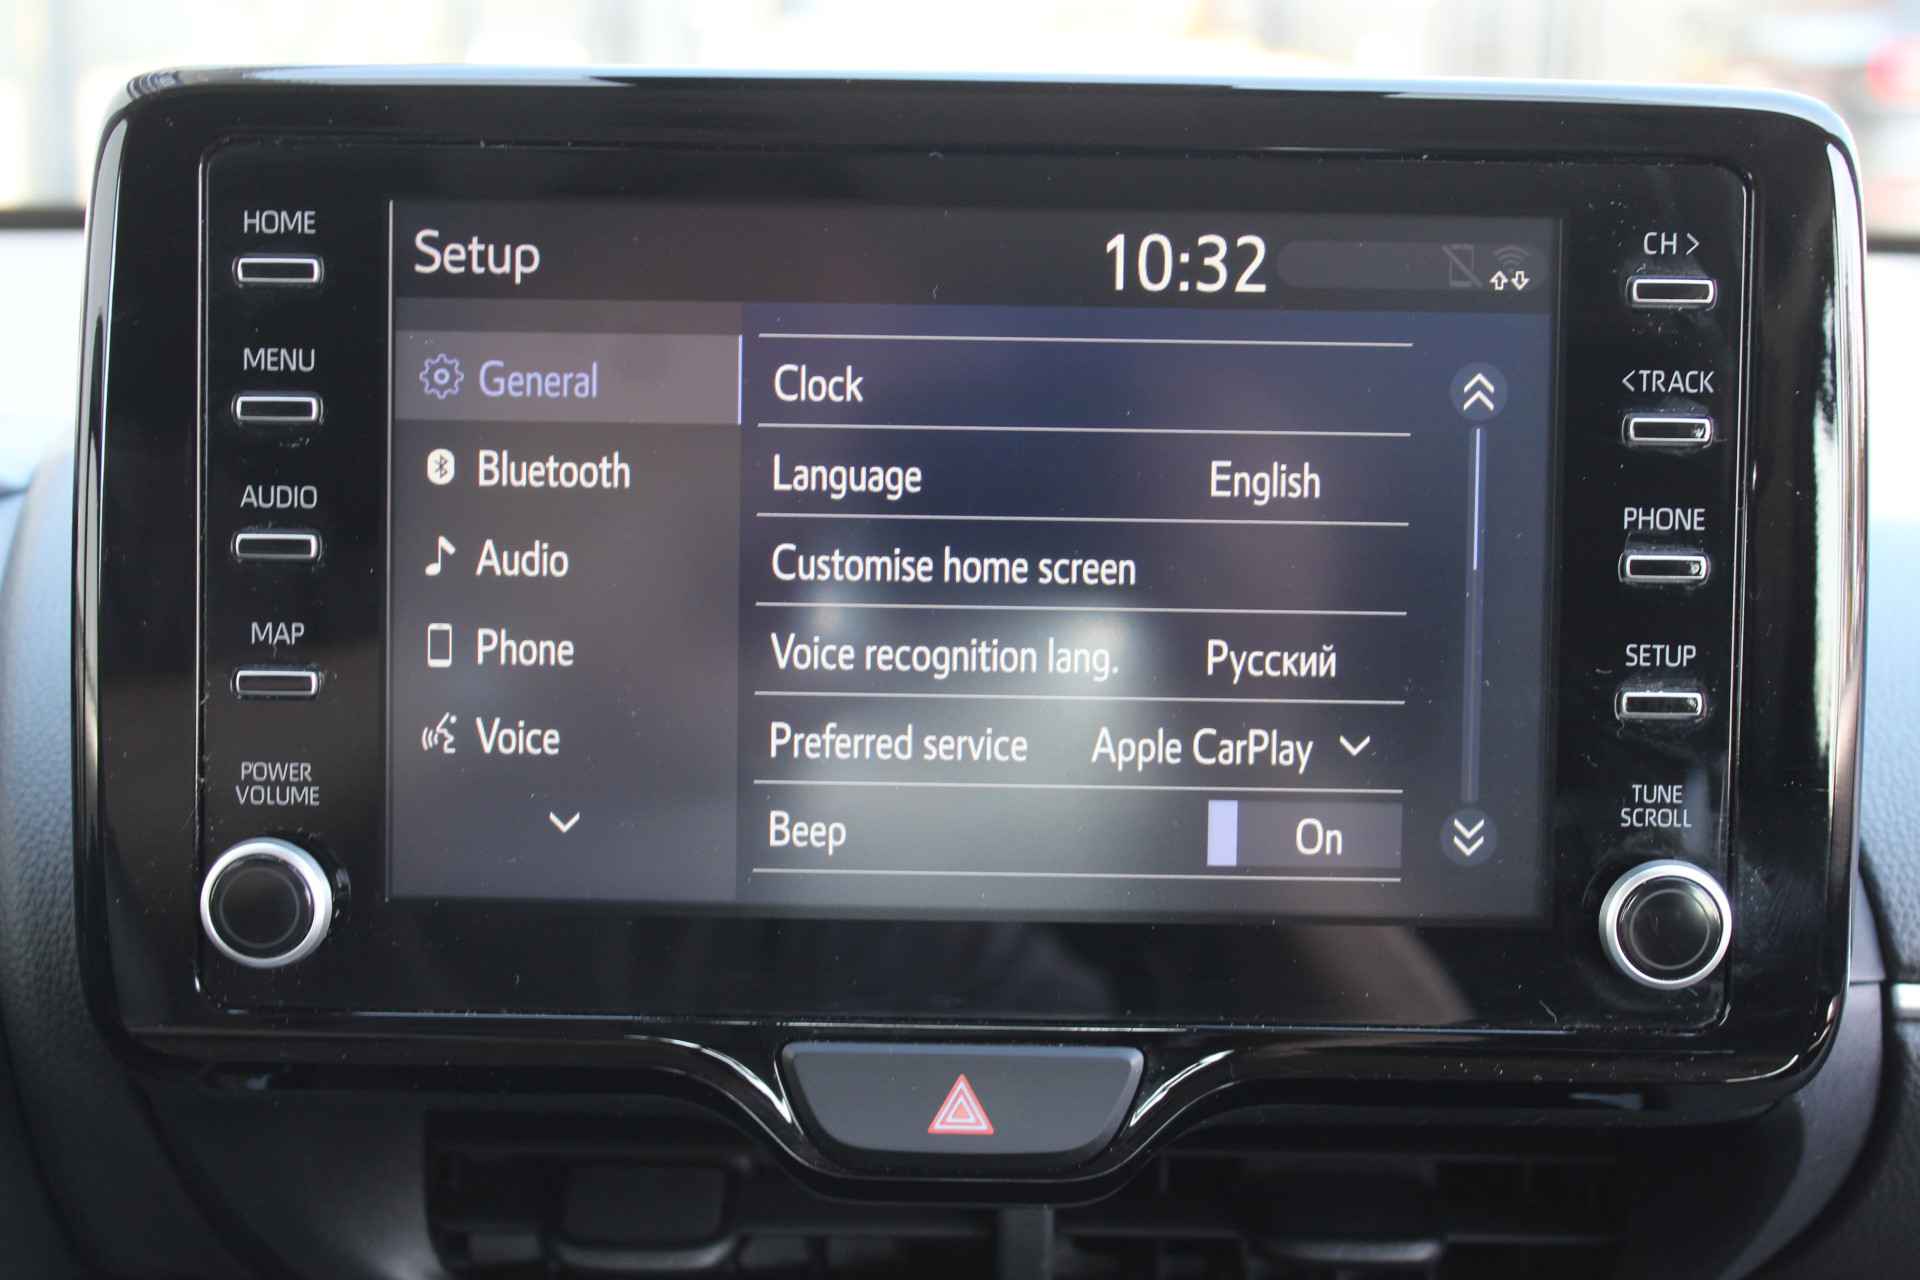 HOME
MENU
AUDIO
MAP
POWER
VOLUME
Setup
10:32
General
Bluetooth
Audio
Phone
Voice
Clock
Language English
Customise home screen
Voice recognition lang. Русский
Preferred service Apple CarPlay
Beep On
CH >
< TRACK
PHONE
SETUP
TUNE
SCROLL